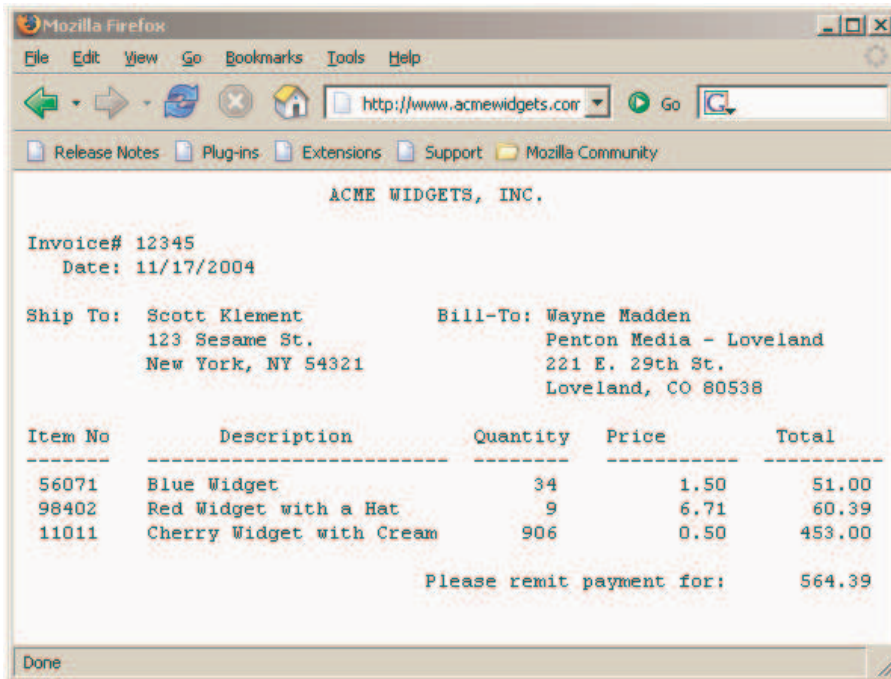 Mozilla Firefox
File Edit View Go Bookmarks Tools Help
http://www.acmewidgets.com Go G
Release Notes Plug-ins Extensions Support Mozilla Community
ACME WIDGETS, INC.
Invoice# 12345
Date: 11/17/2004
Ship To: Scott Klement Bill-To: Wayne Madden
123 Sesame St. Penton Media - Loveland
New York, NY 54321 221 E. 29th St.
Loveland, CO 80538
Item No Description Quantity Price Total
------- ------------------------- -------- ----------- ----------
56071 Blue Widget 34 1.50 51.00
98402 Red Widget with a Hat 9 6.71 60.39
11011 Cherry Widget with Cream 906 0.50 453.00
Please remit payment for: 564.39
Done